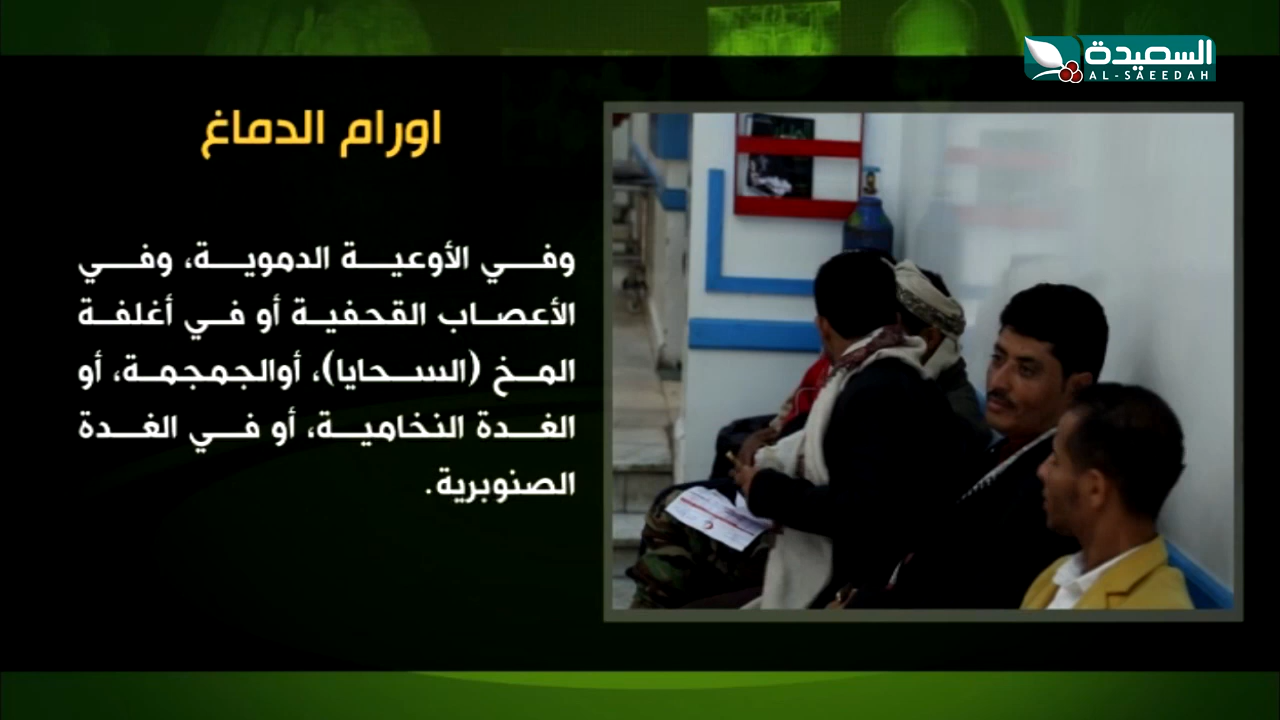 السعيدة
AL-SAEEDAH
اورام الدماغ
وفي الأوعية الدموية، وفي
الأعصاب القحفية أو في أغلفة
المخ (السحايا)، أوالجمجمة، أو
الغدة النخامية، أو في الغدة
الصنوبرية.